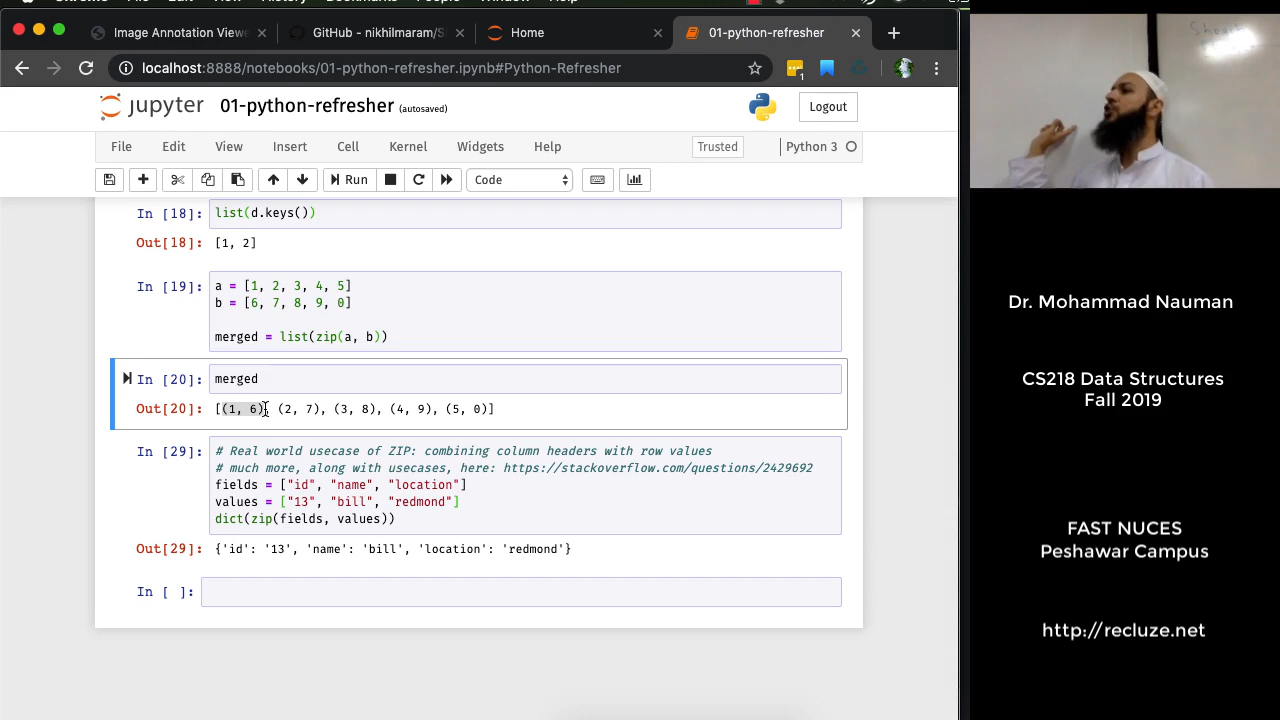 Image Annotation Viewe
GitHub - nikhilmaram/S
Home
01-python-refresher
localhost:8888/notebooks/01-python-refresher.ipynb#Python-Refresher
1
jupyter 01-python-refresher (autosaved)
Logout
File Edit View Insert Cell Kernel Widgets Help
Trusted
Python 3
Run
Code
In [18]: list(d.keys())
Out[18]: [1, 2]
In [19]: a = [1, 2, 3, 4, 5]
b = [6, 7, 8, 9, 0]
merged = list(zip(a, b))
In [20]: merged
Out[20]: [(1, 6), (2, 7), (3, 8), (4, 9), (5, 0)]
In [29]: # Real world usecase of ZIP: combining column headers with row values
# much more, along with usecases, here: https://stackoverflow.com/questions/2429692
fields = ["id", "name", "location"]
values = ["13", "bill", "redmond"]
dict(zip(fields, values))
Out[29]: {'id': '13', 'name': 'bill', 'location': 'redmond'}
In [ ]:
Dr. Mohammad Nauman
CS218 Data Structures
Fall 2019
FAST NUCES
Peshawar Campus
http://recluze.net